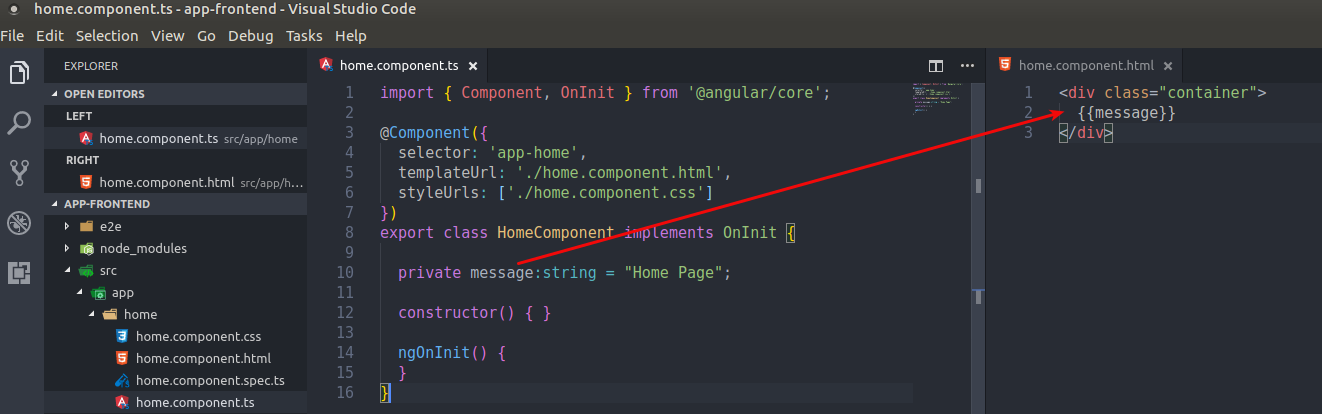 home.component.ts - app-frontend - Visual Studio Code
File Edit Selection View Go Debug Tasks Help
EXPLORER
OPEN EDITORS
LEFT
home.component.ts src/app/home
RIGHT
home.component.html src/app/h...
APP-FRONTEND
e2e
node_modules
src
app
home
home.component.css
home.component.html
home.component.spec.ts
home.component.ts
home.component.ts
1 import { Component, OnInit } from '@angular/core';
2
3 @Component({
4 selector: 'app-home',
5 templateUrl: './home.component.html',
6 styleUrls: ['./home.component.css']
7 })
8 export class HomeComponent implements OnInit {
9
10 private message:string = "Home Page";
11
12 constructor() { }
13
14 ngOnInit() {
15 }
16 }
home.component.html
1 <div class="container">
2 {{message}}
3 </div>